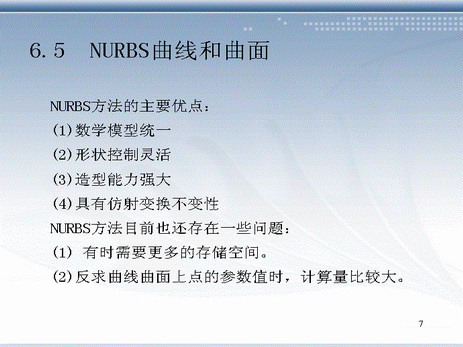 6.5 NURBS曲线和曲面
NURBS方法的主要优点：
(1)数学模型统一
(2)形状控制灵活
(3)造型能力强大
(4)具有仿射变换不变性
NURBS方法目前也还存在一些问题：
(1) 有时需要更多的存储空间。
(2)反求曲线曲面上点的参数值时，计算量比较大。
7